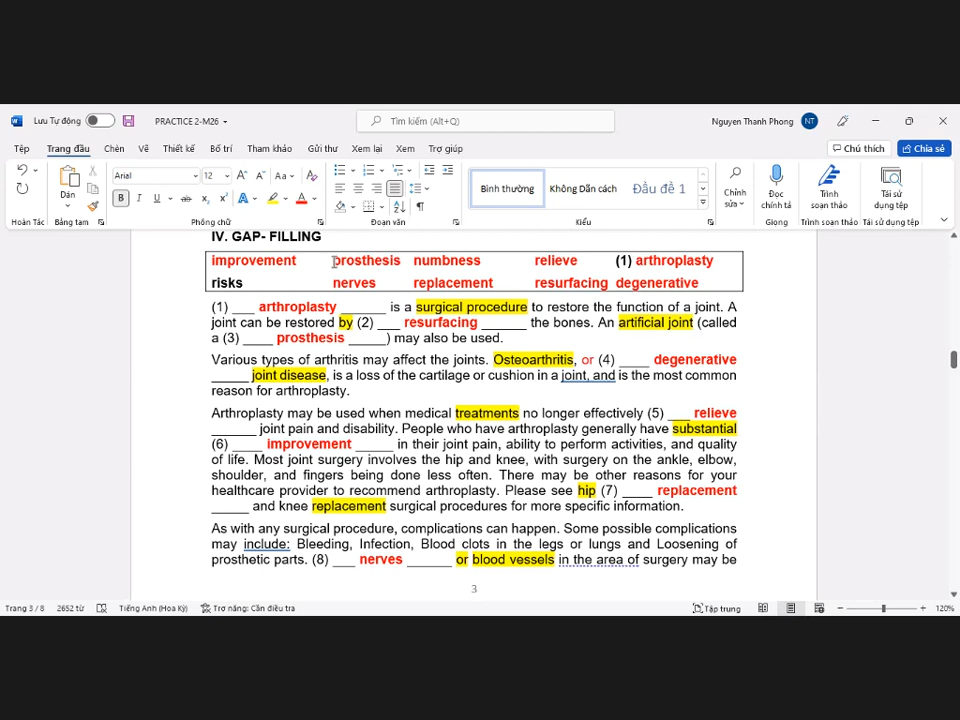 Lưu Tự động PRACTICE 2-M26 Tìm kiếm (Alt+Q) Nguyen Thanh Phong NT
Tệp Trang đầu Chèn Vẽ Thiết kế Bố trí Tham khảo Gửi thư Xem lại Xem Trợ giúp Chú thích Chia sẻ
Dán Arial 12 Aa B I U ab x₂ x² A A Bình thường Không Dãn cách Đầu đề 1 Chỉnh sửa Đọc chính tả Trình soạn thảo Tái sử dụng tệp
Hoàn Tác Bảng tạm Phông chữ Đoạn văn Kiểu Giọng Trình soạn thảo Tái sử dụng tệp
IV. GAP- FILLING
improvement prosthesis numbness relieve (1) arthroplasty
risks nerves replacement resurfacing degenerative
(1) ___ arthroplasty ______ is a surgical procedure to restore the function of a joint. A
joint can be restored by (2) ___ resurfacing ______ the bones. An artificial joint (called
a (3) ____ prosthesis _____) may also be used.
Various types of arthritis may affect the joints. Osteoarthritis, or (4) ____ degenerative
_____ joint disease, is a loss of the cartilage or cushion in a joint, and is the most common
reason for arthroplasty.
Arthroplasty may be used when medical treatments no longer effectively (5) ___ relieve
______ joint pain and disability. People who have arthroplasty generally have substantial
(6) ____ improvement _____ in their joint pain, ability to perform activities, and quality
of life. Most joint surgery involves the hip and knee, with surgery on the ankle, elbow,
shoulder, and fingers being done less often. There may be other reasons for your
healthcare provider to recommend arthroplasty. Please see hip (7) ____ replacement
_____ and knee replacement surgical procedures for more specific information.
As with any surgical procedure, complications can happen. Some possible complications
may include: Bleeding, Infection, Blood clots in the legs or lungs and Loosening of
prosthetic parts. (8) ___ nerves ______ or blood vessels in the area of surgery may be
3
Trang 3 / 8 2652 từ Tiếng Anh (Hoa Kỳ) Trợ năng: Cần điều tra Tập trung 120%